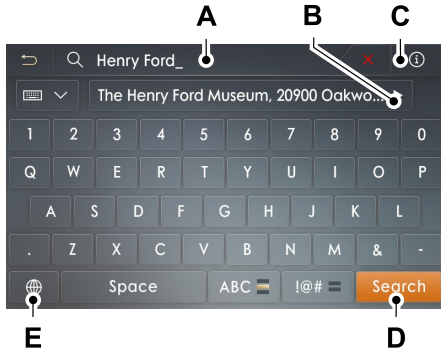 A B C
Henry Ford_
The Henry Ford Museum, 20900 Oakwo...
1 2 3 4 5 6 7 8 9 0
Q W E R T Y U I O P
A S D F G H J K L
. Z X C V B N M & -
Space ABC !@# Search
E D